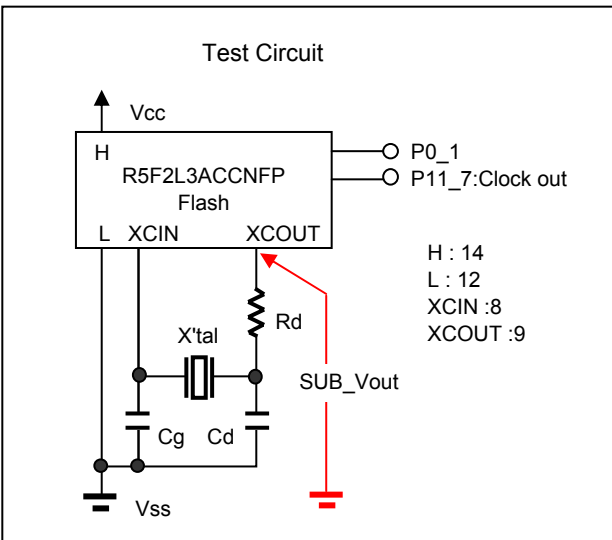 Test Circuit
Vcc
H
R5F2L3ACCNFP
Flash
L XCIN XCOUT
P0_1
P11_7:Clock out
H : 14
L : 12
XCIN :8
XCOUT :9
Rd
X'tal
SUB_Vout
Cg Cd
Vss